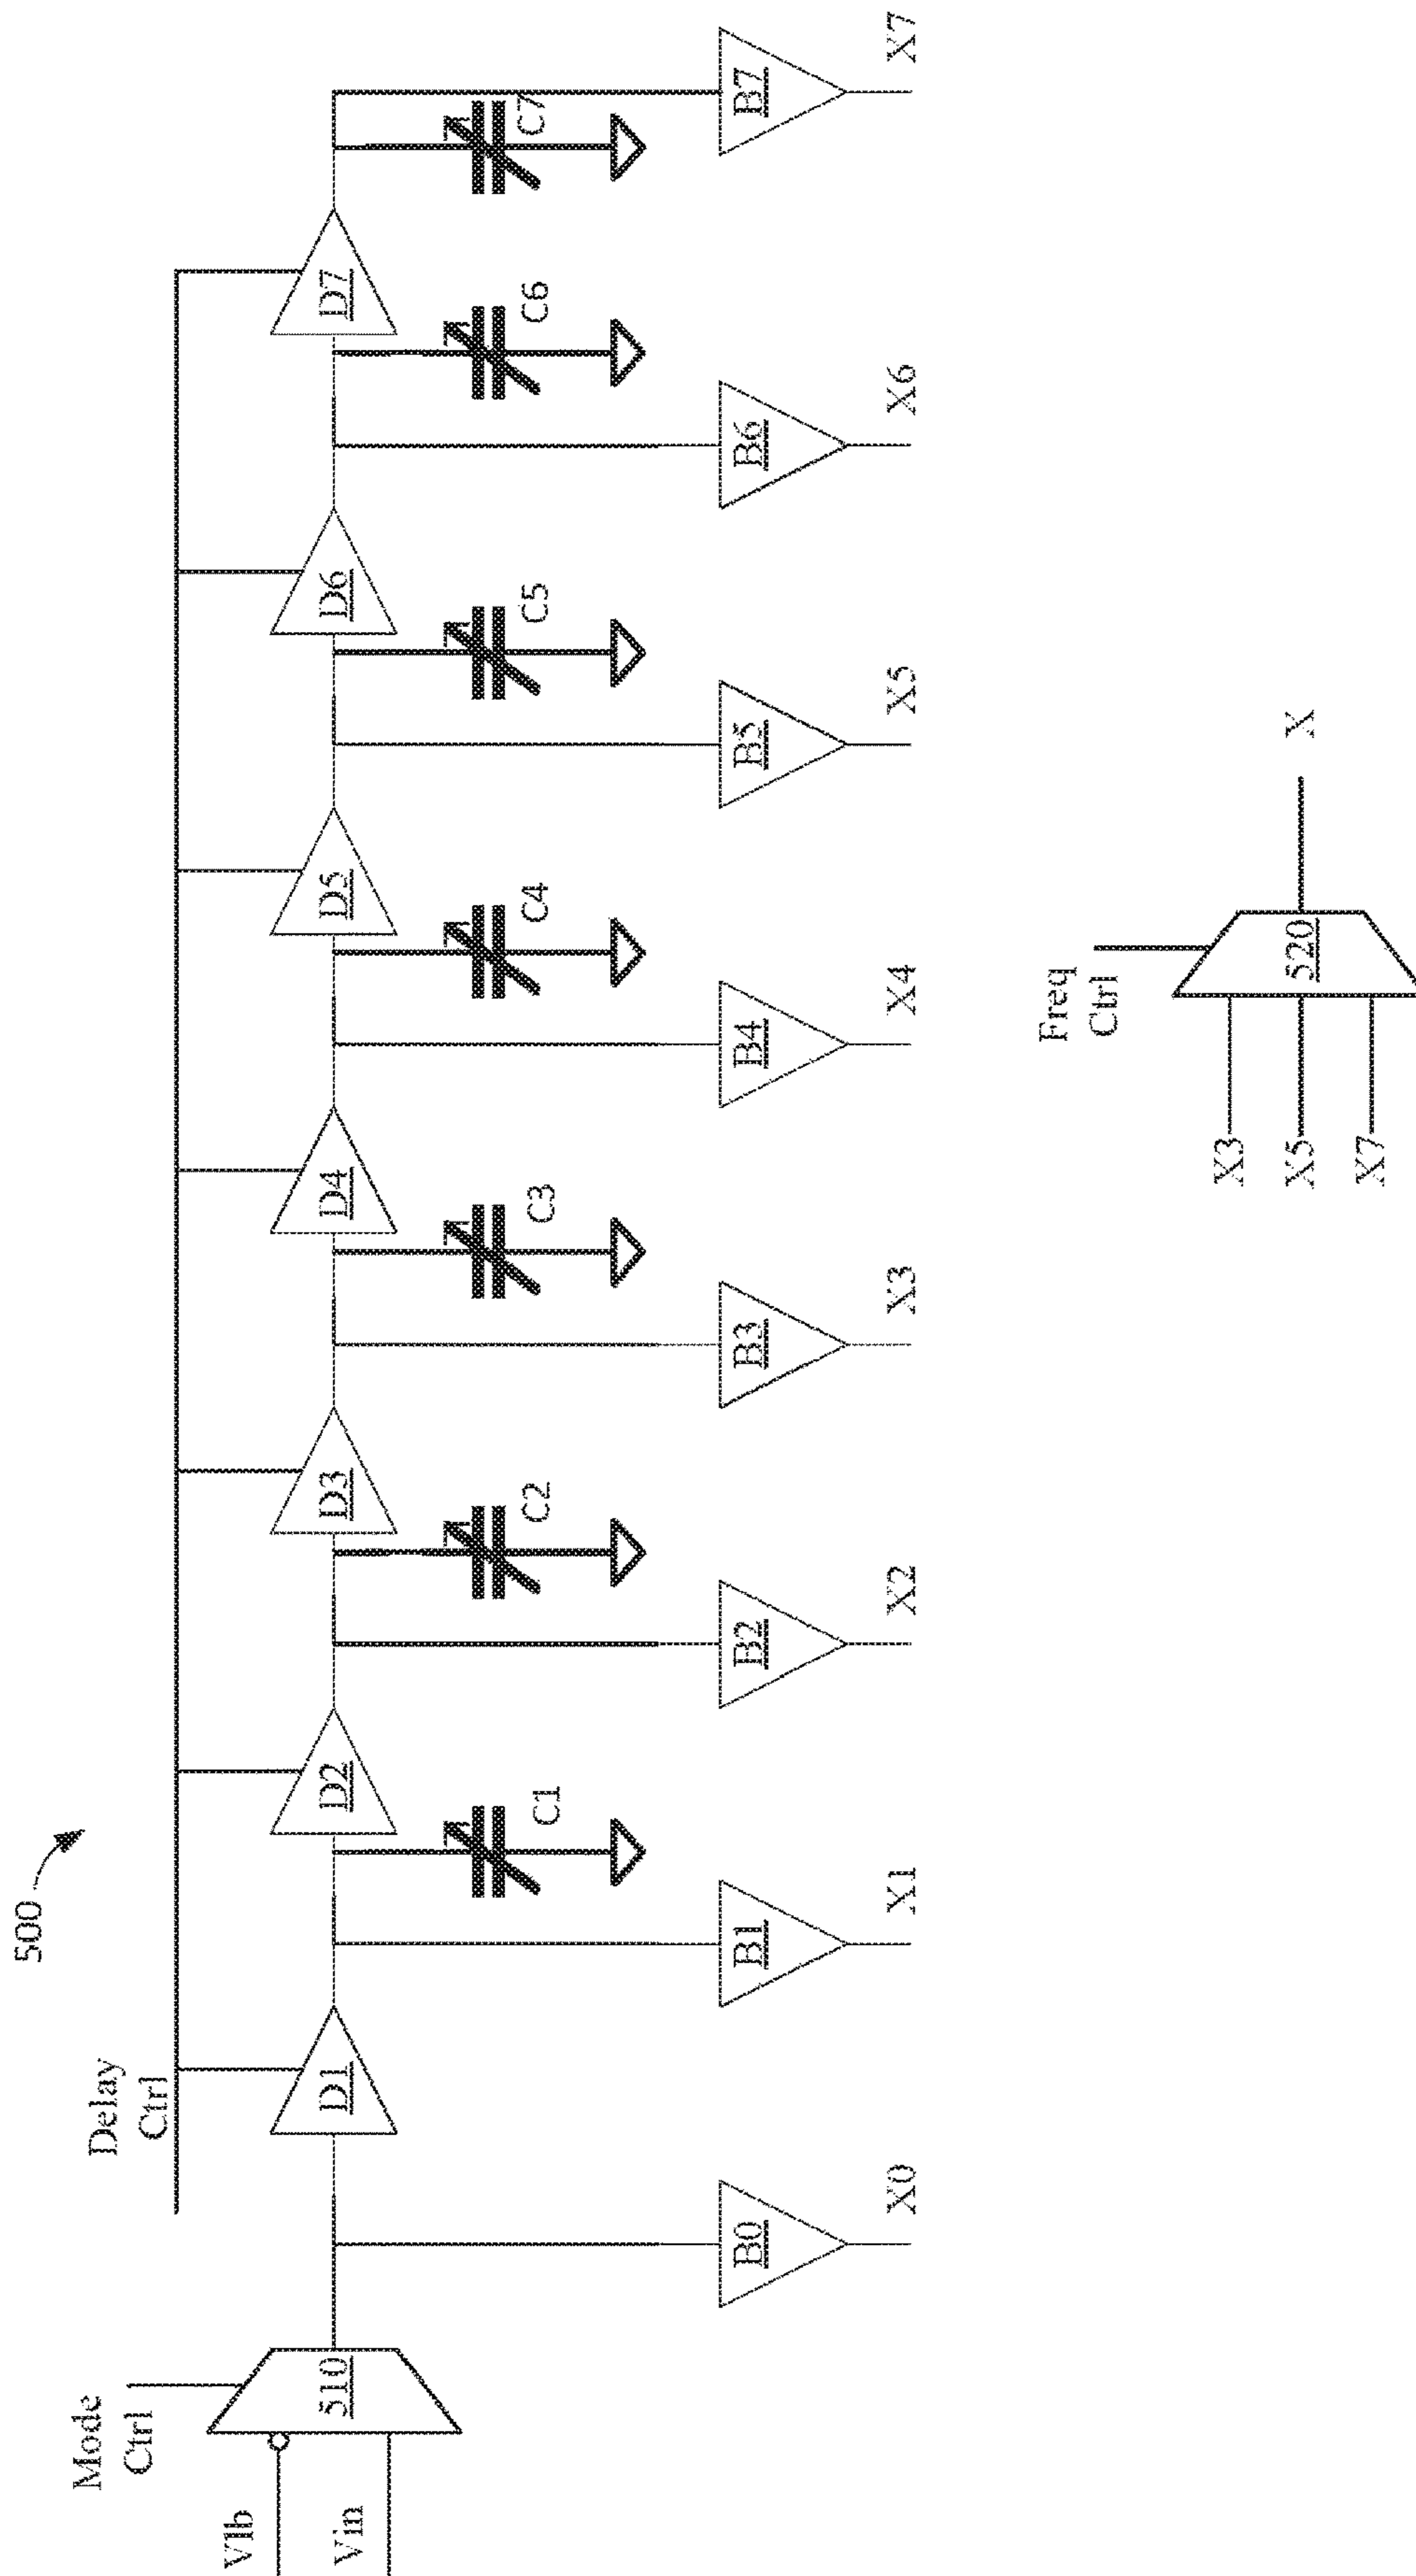 500
Mode
Ctrl
Delay
Ctrl
Vlb
Vin
510
D1
D2
D3
D4
D5
D6
D7
C1
C2
C3
C4
C5
C6
C7
B0
B1
B2
B3
B4
B5
B6
B7
X0
X1
X2
X3
X4
X5
X6
X7
Freq
Ctrl
X3
X5
X7
520
X